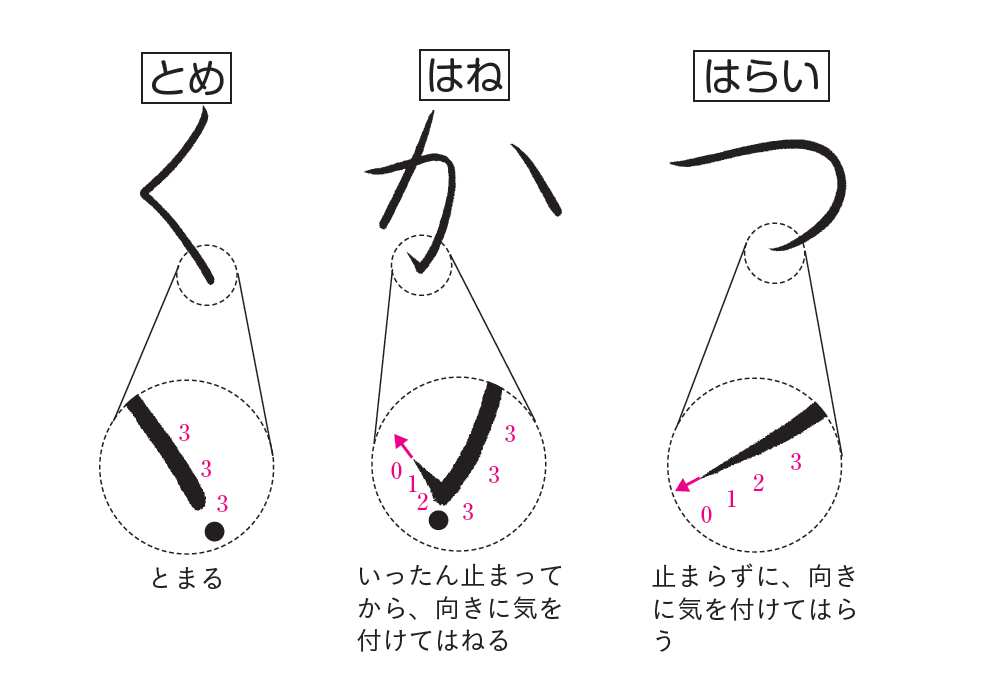 とめ
く
3
3
3
とまる
はね
か
3
3
3
2
1
0
いったん止まって
から、向きに気を
付けてはねる
はらい
つ
3
2
1
0
止まらずに、向き
に気を付けてはら
う